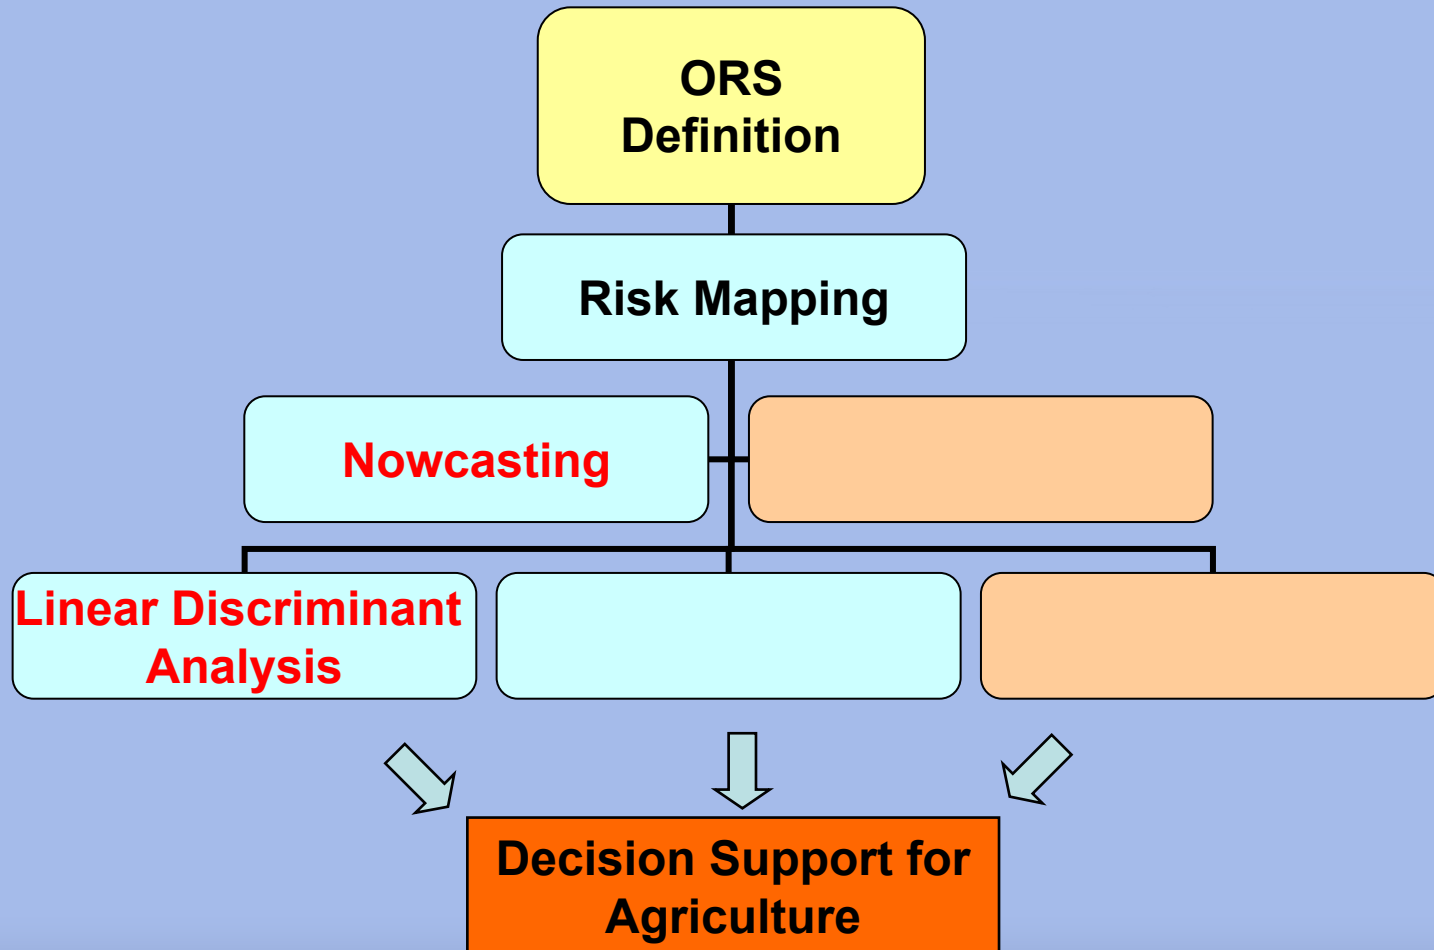 ORS
Definition
Risk Mapping
Nowcasting
Linear Discriminant
Analysis
Decision Support for
Agriculture